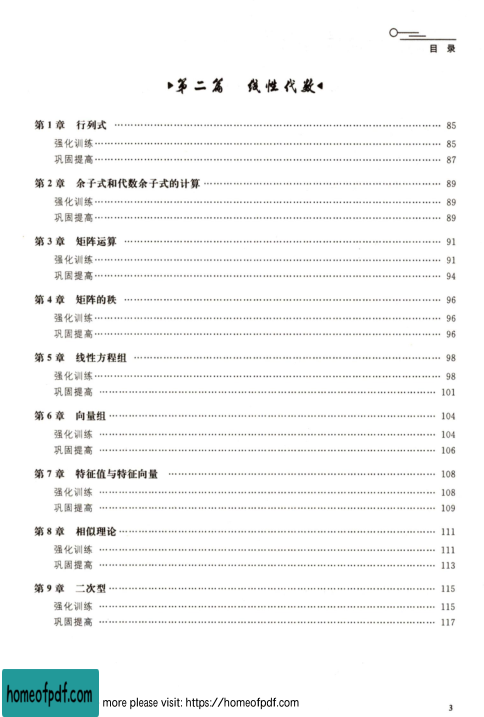 目 录
第二篇 线性代数
第1章 行列式 …… 85
强化训练 …… 85
巩固提高 …… 87
第2章 余子式和代数余子式的计算 …… 89
强化训练 …… 89
巩固提高 …… 89
第3章 矩阵运算 …… 91
强化训练 …… 91
巩固提高 …… 94
第4章 矩阵的秩 …… 96
强化训练 …… 96
巩固提高 …… 96
第5章 线性方程组 …… 98
强化训练 …… 98
巩固提高 …… 101
第6章 向量组 …… 104
强化训练 …… 104
巩固提高 …… 106
第7章 特征值与特征向量 …… 108
强化训练 …… 108
巩固提高 …… 109
第8章 相似理论 …… 111
强化训练 …… 111
巩固提高 …… 113
第9章 二次型 …… 115
强化训练 …… 115
巩固提高 …… 117
homeofpdf.com more please visit: https://homeofpdf.com
3